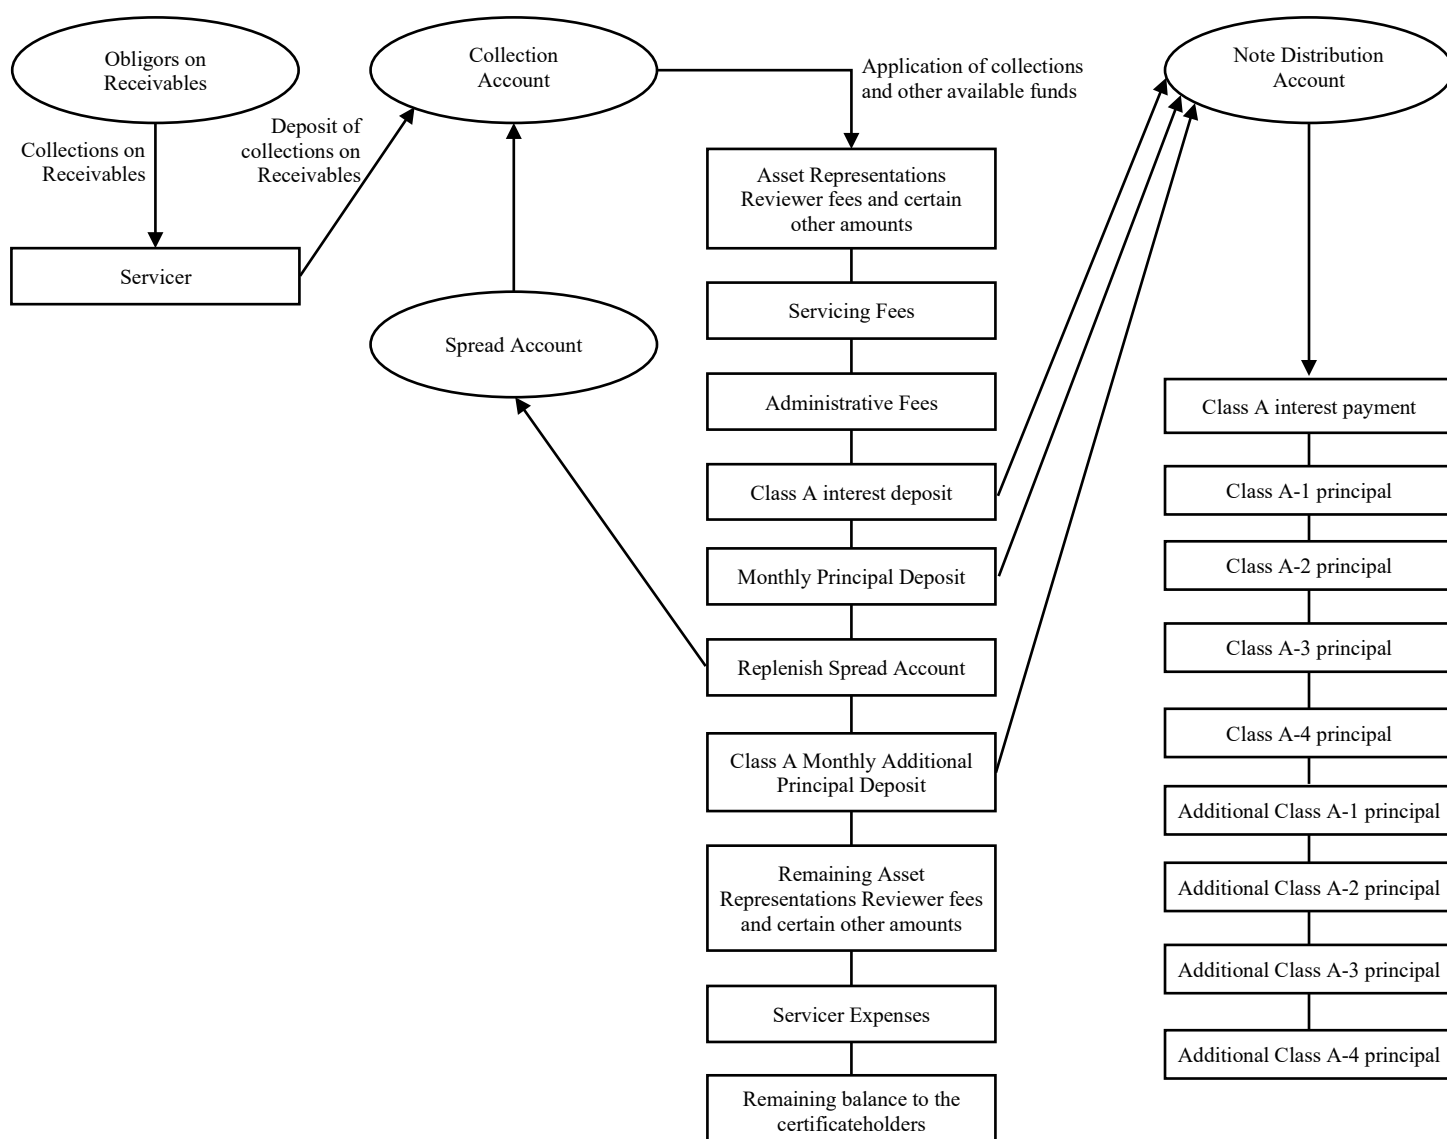 Obligors on
Receivables
Collections on
Receivables
Servicer
Deposit of
collections on
Receivables
Collection
Account
Spread Account
Application of collections
and other available funds
Asset Representations
Reviewer fees and certain
other amounts
Servicing Fees
Administrative Fees
Class A interest deposit
Monthly Principal Deposit
Replenish Spread Account
Class A Monthly Additional
Principal Deposit
Remaining Asset
Representations Reviewer fees
and certain other amounts
Servicer Expenses
Remaining balance to the
certificateholders
Note Distribution
Account
Class A interest payment
Class A-1 principal
Class A-2 principal
Class A-3 principal
Class A-4 principal
Additional Class A-1 principal
Additional Class A-2 principal
Additional Class A-3 principal
Additional Class A-4 principal